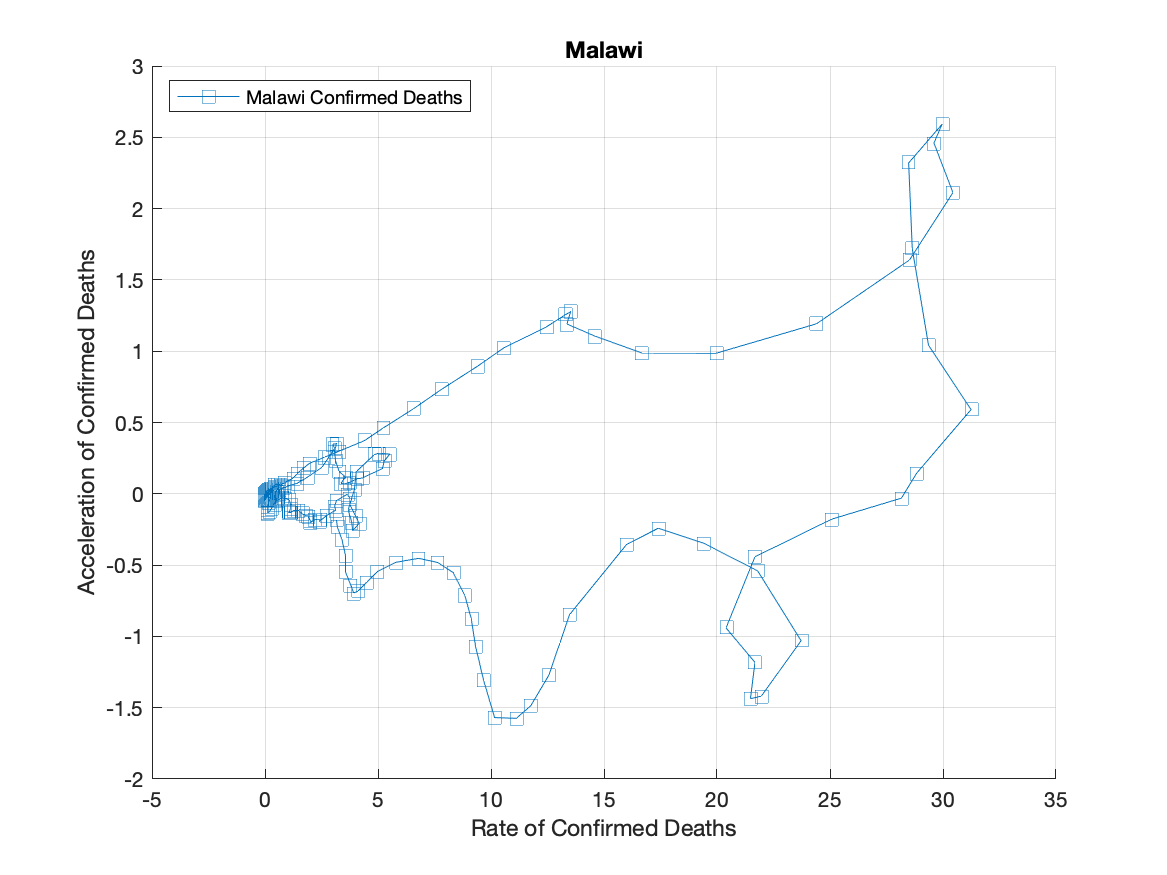 Malawi
3
Malawi Confirmed Deaths
2.5
2
1.5
1
0.5
0
-0.5
-1
-1.5
-2
Acceleration of Confirmed Deaths
-5 0 5 10 15 20 25 30 35
Rate of Confirmed Deaths